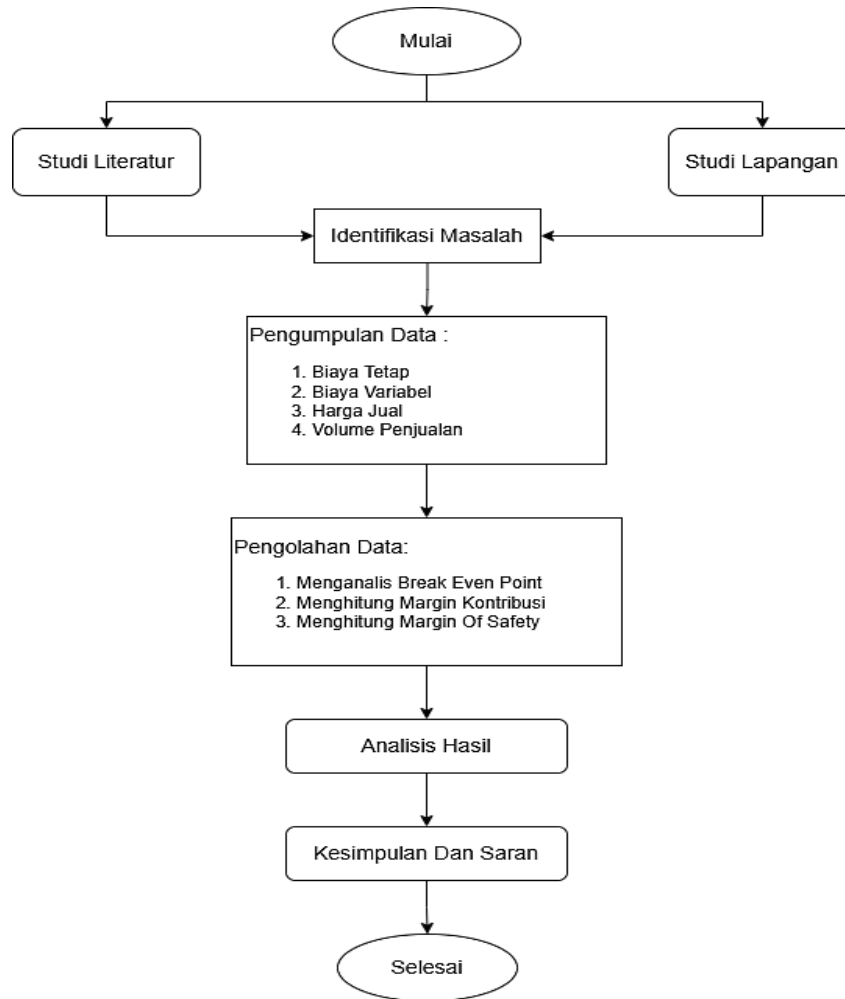 Mulai
Studi Literatur
Studi Lapangan
Identifikasi Masalah
Pengumpulan Data :
1. Biaya Tetap
2. Biaya Variabel
3. Harga Jual
4. Volume Penjualan
Pengolahan Data:
1. Menganalis Break Even Point
2. Menghitung Margin Kontribusi
3. Menghitung Margin Of Safety
Analisis Hasil
Kesimpulan Dan Saran
Selesai